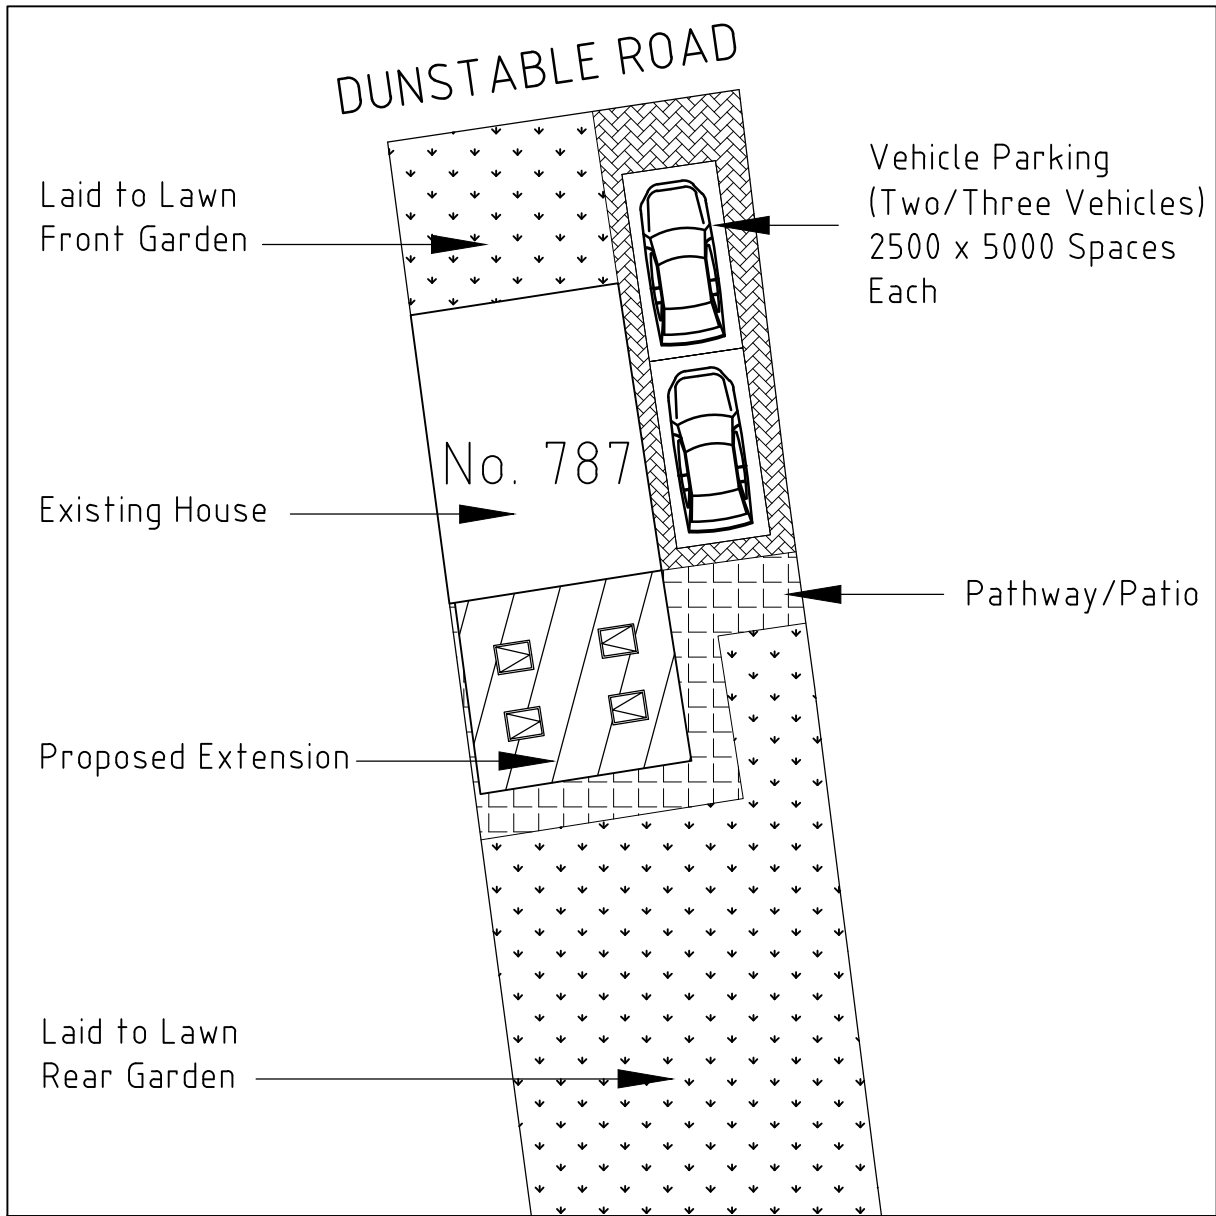 DUNSTABLE ROAD
Laid to Lawn
Front Garden
Vehicle Parking
(Two/Three Vehicles)
2500 x 5000 Spaces
Each
No. 787
Existing House
Pathway/Patio
Proposed Extension
Laid to Lawn
Rear Garden